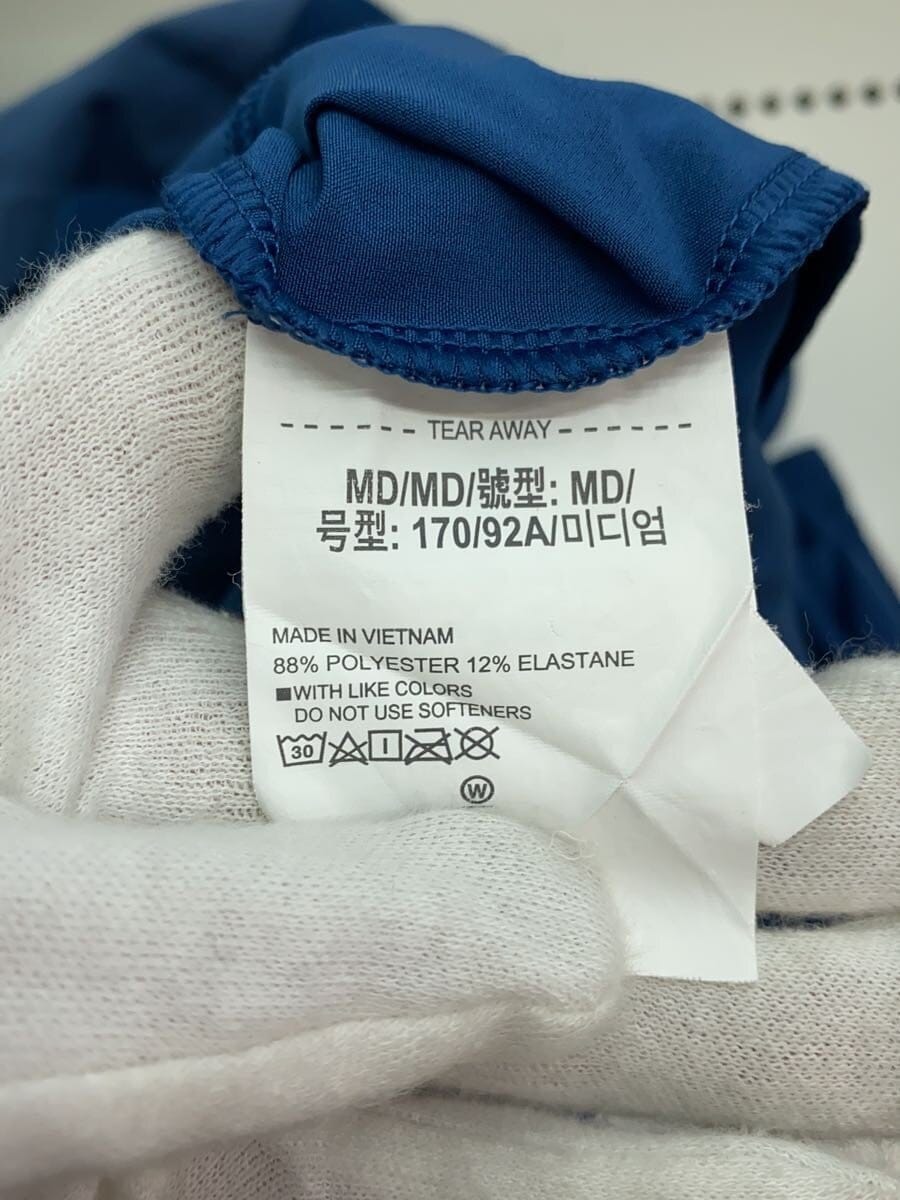 TEAR AWAY
MD/MD/號型: MD/
号型: 170/92A/미디엄
MADE IN VIETNAM
88% POLYESTER 12% ELASTANE
■WITH LIKE COLORS
DO NOT USE SOFTENERS
30
W